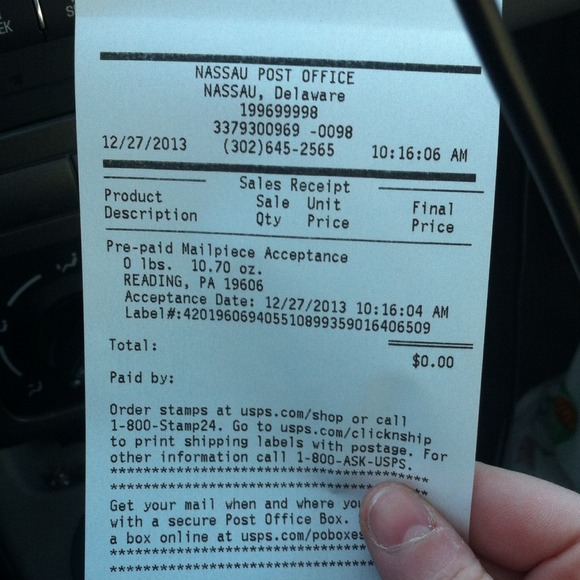 NASSAU POST OFFICE
NASSAU, Delaware
199699998
3379300969 -0098
12/27/2013 (302)645-2565 10:16:06 AM
Sales Receipt
Product Sale Unit Final
Description Qty Price Price
Pre-paid Mailpiece Acceptance
0 lbs. 10.70 oz.
READING, PA 19606
Acceptance Date: 12/27/2013 10:16:04 AM
Label#:420196069405510899359016406509
Total: $0.00
Paid by:
Order stamps at usps.com/shop or call
1-800-Stamp24. Go to usps.com/clicknship
to print shipping labels with postage. For
other information call 1-800-ASK-USPS.
****************************************
****************************************
Get your mail when and where you
with a secure Post Office Box.
a box online at usps.com/poboxes
****************************************
****************************************